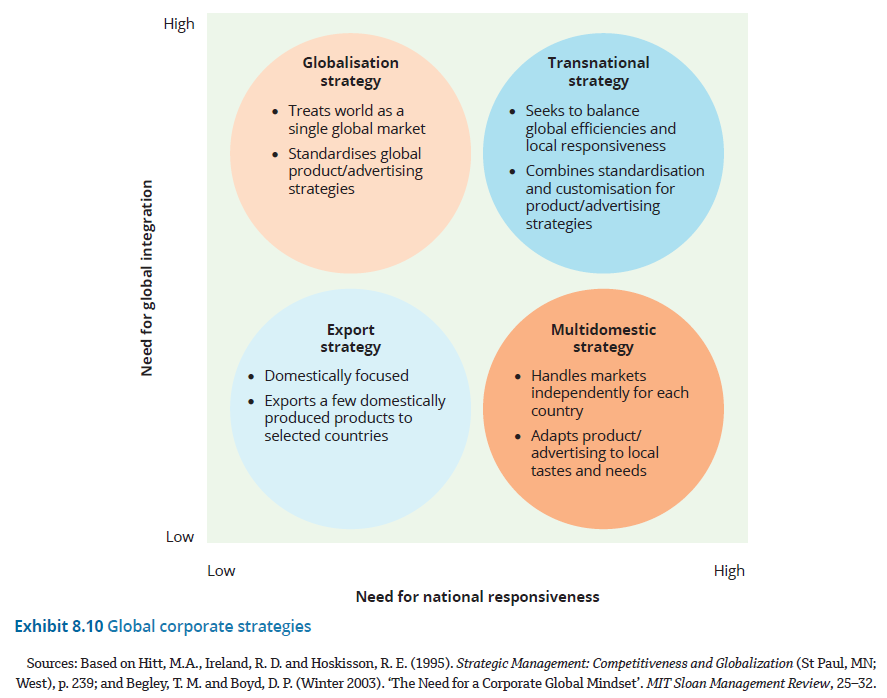 High
Globalisation
strategy
• Treats world as a
single global market
• Standardises global
product/advertising
strategies
Transnational
strategy
• Seeks to balance
global efficiencies and
local responsiveness
• Combines standardisation
and customisation for
product/advertising
strategies
Need for global integration
Export
strategy
• Domestically focused
• Exports a few domestically
produced products to
selected countries
Multidomestic
strategy
• Handles markets
independently for each
country
• Adapts product/
advertising to local
tastes and needs
Low
Low
High
Need for national responsiveness
Exhibit 8.10 Global corporate strategies
Sources: Based on Hitt, M.A., Ireland, R. D. and Hoskisson, R. E. (1995). Strategic Management: Competitiveness and Globalization (St Paul, MN;
West), p. 239; and Begley, T. M. and Boyd, D. P. (Winter 2003). ‘The Need for a Corporate Global Mindset’. MIT Sloan Management Review, 25–32.